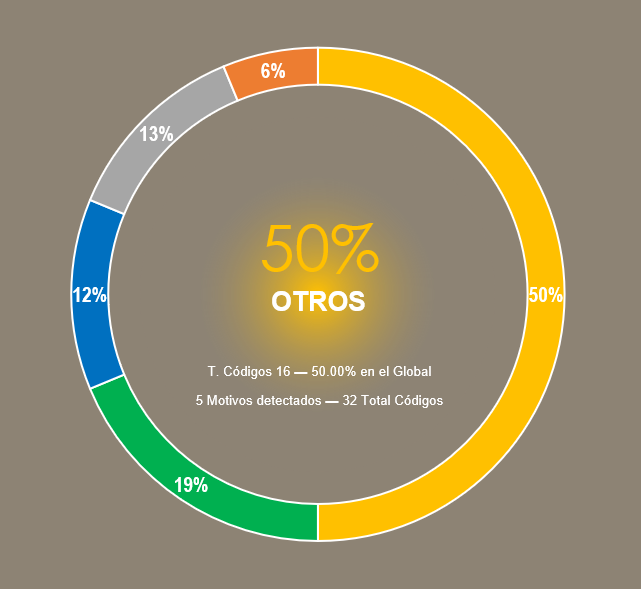 6%
13%
50%
OTROS
12%
50%
T. Códigos 16 — 50.00% en el Global
5 Motivos detectados — 32 Total Códigos
19%